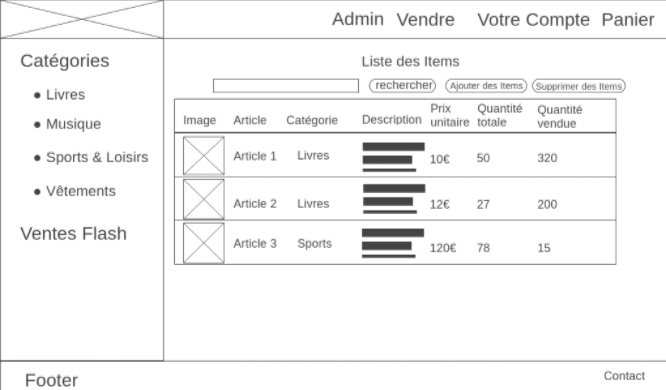 Admin Vendre Votre Compte Panier
Catégories
Livres
Musique
Sports & Loisirs
Vêtements
Ventes Flash
Liste des Items
rechercher Ajouter des Items Supprimer des Items
Image Article Catégorie Description Prix unitaire Quantité totale Quantité vendue
Article 1 Livres 10€ 50 320
Article 2 Livres 12€ 27 200
Article 3 Sports 120€ 78 15
Footer Contact